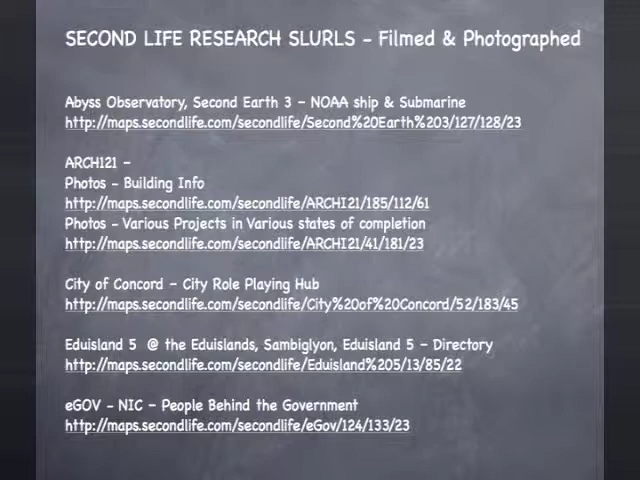 SECOND LIFE RESEARCH SLURLS – Filmed & Photographed
Abyss Observatory, Second Earth 3 – NOAA ship & Submarine
http://maps.secondlife.com/secondlife/Second%20Earth%203/127/128/23
ARCH121 –
Photos - Building Info
http://maps.secondlife.com/secondlife/ARCHI21/185/112/61
Photos - Various Projects in Various states of completion
http://maps.secondlife.com/secondlife/ARCHI21/41/181/23
City of Concord – City Role Playing Hub
http://maps.secondlife.com/secondlife/City%20of%20Concord/52/183/45
Eduisland 5 @ the Eduislands, Sambiglyon, Eduisland 5 – Directory
http://maps.secondlife.com/secondlife/Eduisland%205/13/85/22
eGOV - NIC – People Behind the Government
http://maps.secondlife.com/secondlife/eGov/124/133/23